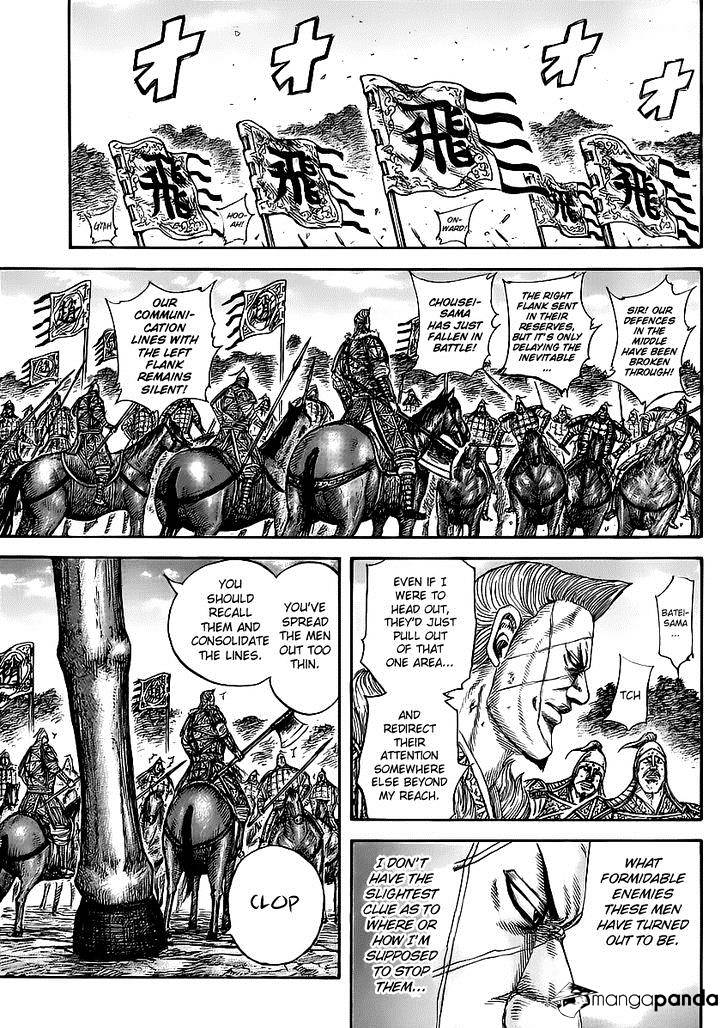 オ
オ
オ
オ
飛
飛
飛
飛
飛
ON-
WARD!
HOO-
AH!
SIR! OUR
DEFENCES IN
THE MIDDLE
HAVE BEEN
BROKEN
THROUGH!
THE RIGHT
FLANK SENT
IN THEIR
RESERVES,
BUT IT'S ONLY
DELAYING THE
INEVITABLE
...
CHOUSEI-
SAMA
HAS JUST
FALLEN IN
BATTLE!
OUR
COMMUNI-
CATION
LINES WITH
THE LEFT
FLANK
REMAINS
SILENT!
趙
BATEI-
SAMA
...
TCH
EVEN IF I
WERE TO
HEAD OUT,
THEY'D JUST
PULL OUT
OF THAT
ONE AREA...
AND
REDIRECT
THEIR
ATTENTION
SOMEWHERE
ELSE BEYOND
MY REACH.
WHAT
FORMIDABLE
ENEMIES
THESE MEN
HAVE TURNED
OUT TO BE.
I DON'T
HAVE THE
SLIGHTEST
CLUE AS TO
WHERE OR
HOW I'M
SUPPOSED
TO STOP
THEM...
YOU'VE
SPREAD
THE MEN
OUT TOO
THIN.
YOU
SHOULD
RECALL
THEM AND
CONSOLIDATE
THE LINES.
CLOP
mangapanda